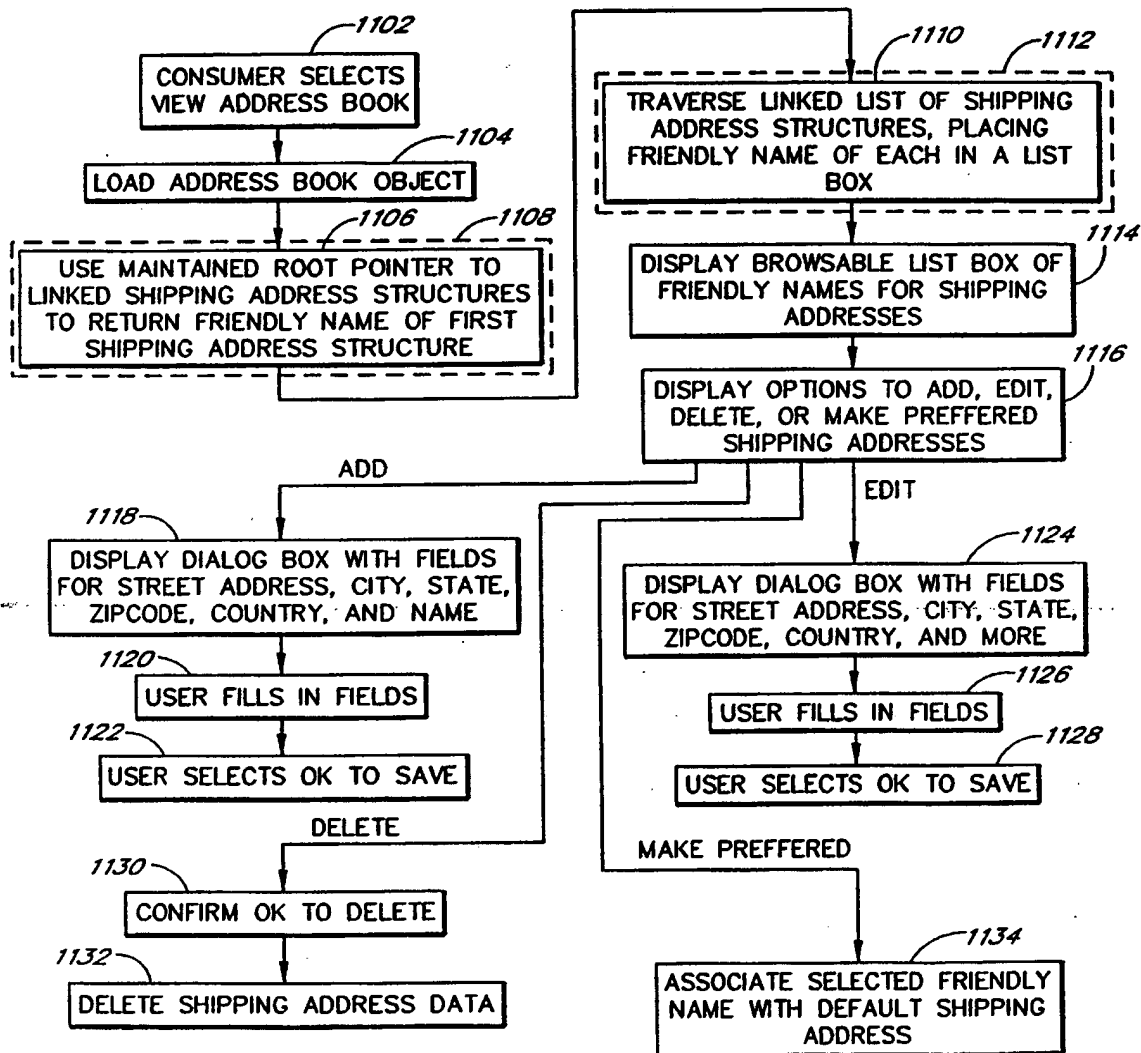 1102
CONSUMER SELECTS
VIEW ADDRESS BOOK
1104
LOAD ADDRESS BOOK OBJECT
1106
1108
USE MAINTAINED ROOT POINTER TO
LINKED SHIPPING ADDRESS STRUCTURES
TO RETURN FRIENDLY NAME OF FIRST
SHIPPING ADDRESS STRUCTURE
1110
1112
TRAVERSE LINKED LIST OF SHIPPING
ADDRESS STRUCTURES, PLACING
FRIENDLY NAME OF EACH IN A LIST
BOX
1114
DISPLAY BROWSABLE LIST BOX OF
FRIENDLY NAMES FOR SHIPPING
ADDRESSES
1116
DISPLAY OPTIONS TO ADD, EDIT,
DELETE, OR MAKE PREFFERED
SHIPPING ADDRESSES
ADD
1118
DISPLAY DIALOG BOX WITH FIELDS
FOR STREET ADDRESS, CITY, STATE,
ZIPCODE, COUNTRY, AND NAME
1120
USER FILLS IN FIELDS
1122
USER SELECTS OK TO SAVE
EDIT
1124
DISPLAY DIALOG BOX WITH FIELDS
FOR STREET ADDRESS, CITY, STATE,
ZIPCODE, COUNTRY, AND MORE
1126
USER FILLS IN FIELDS
1128
USER SELECTS OK TO SAVE
DELETE
1130
CONFIRM OK TO DELETE
1132
DELETE SHIPPING ADDRESS DATA
MAKE PREFFERED
1134
ASSOCIATE SELECTED FRIENDLY
NAME WITH DEFAULT SHIPPING
ADDRESS